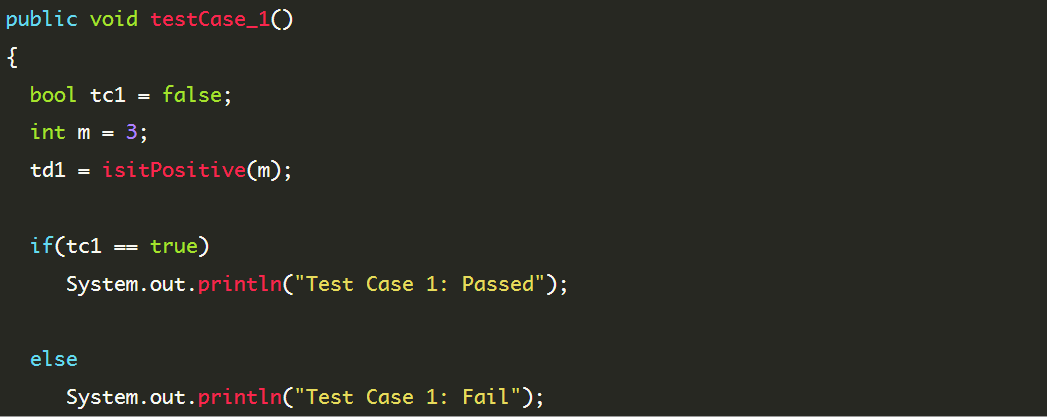 public void testCase_1()
{
bool tc1 = false;
int m = 3;
td1 = isitPositive(m);
if(tc1 == true)
System.out.println("Test Case 1: Passed");
else
System.out.println("Test Case 1: Fail");